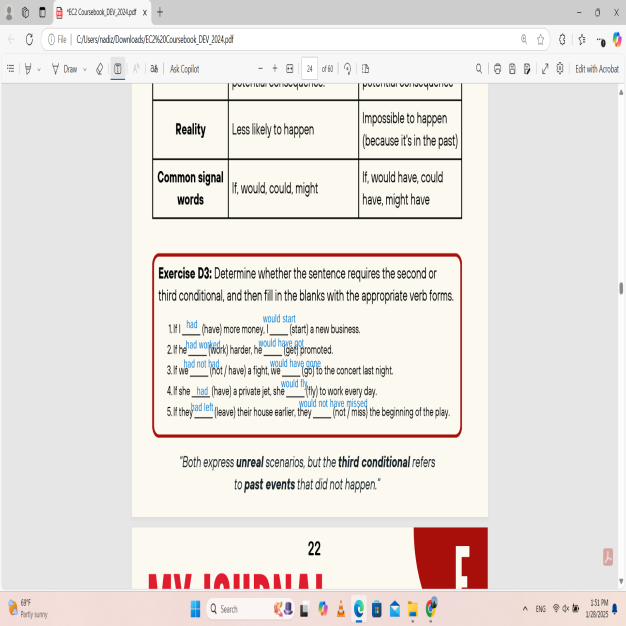 *EC2 Coursebook_DEV_2024.pdf
File C:/Users/nadiz/Downloads/EC2%20Coursebook_DEV_2024.pdf
Draw Ask Copilot 24 of 60 Edit with Acrobat
potential consequence. potential consequence
Reality Less likely to happen Impossible to happen
(because it's in the past)
Common signal words If, would, could, might If, would have, could
have, might have
Exercise D3: Determine whether the sentence requires the second or
third conditional, and then fill in the blanks with the appropriate verb forms.
1.If I had (have) more money, I would start (start) a new business.
2. If he had worked (work) harder, he would have got (get) promoted.
3. If we had not had (not / have) a fight, we would have gone (go) to the concert last night.
4. If she had (have) a private jet, she would fly (fly) to work every day.
5. If they had left (leave) their house earlier, they would not have missed (not / miss) the beginning of the play.
"Both express unreal scenarios, but the third conditional refers
to past events that did not happen."
22
E
MY JOURNAL
68°F
Partly sunny
Search
ENG
1:51 PM
1/28/2025